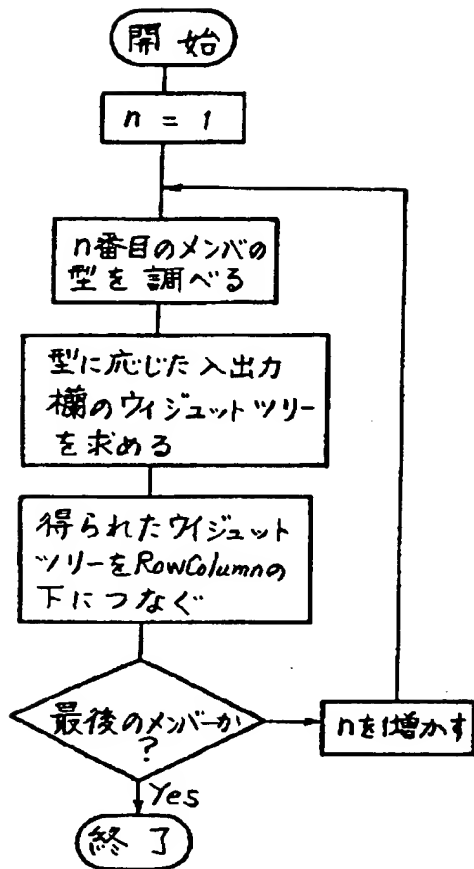 開始
n = 1
n番目のメンバの
型を調べる
型に応じた入出力
欄のウィジュットツリー
を求める
得られたウイジュット
ツリーをRowColumnの
下につなぐ
最後のメンバーか
?
nを増かす
Yes
終了